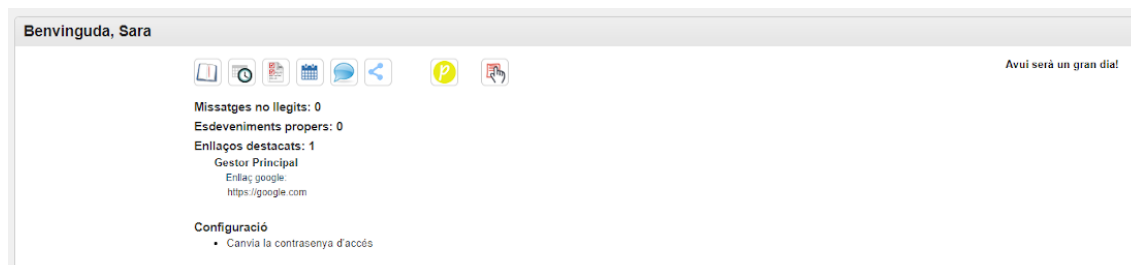 Benvinguda, Sara
Avui serà un gran dia!
Missatges no llegits: 0
Esdeveniments propers: 0
Enllaços destacats: 1
Gestor Principal
Enllaç google:
https://google.com
Configuració
Canvia la contrasenya d'accés